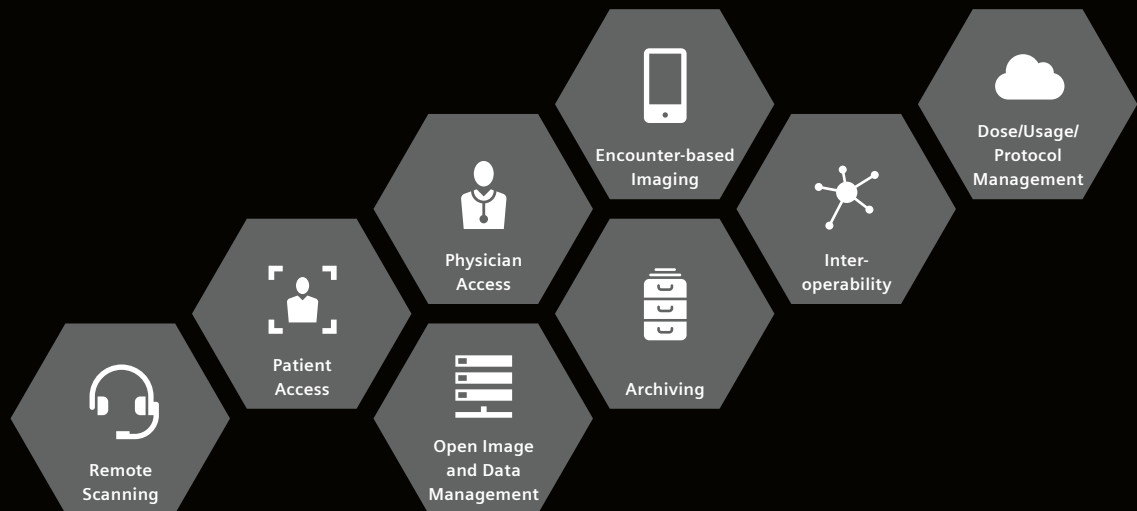 Encounter-based
Imaging
Dose/Usage/
Protocol
Management
Physician
Access
Inter-
operability
Patient
Access
Archiving
Remote
Scanning
Open Image
and Data
Management